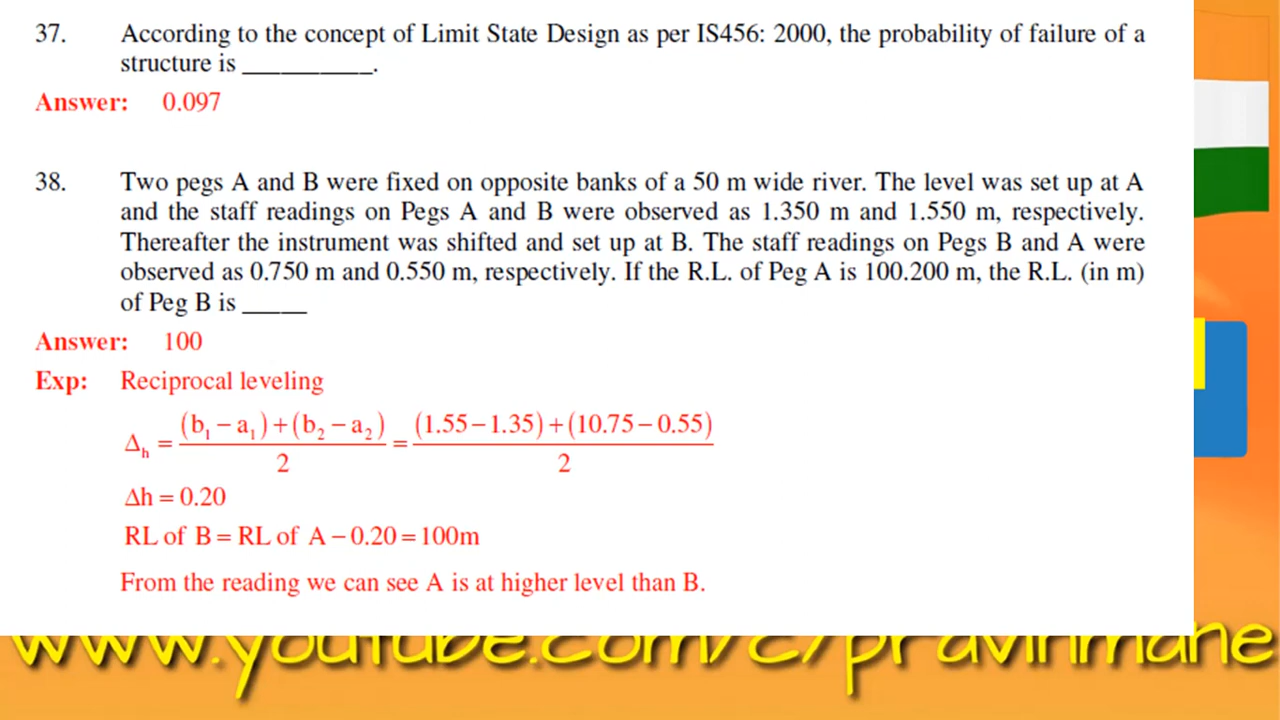 37. According to the concept of Limit State Design as per IS456: 2000, the probability of failure of a
structure is __________.
Answer: 0.097
38. Two pegs A and B were fixed on opposite banks of a 50 m wide river. The level was set up at A
and the staff readings on Pegs A and B were observed as 1.350 m and 1.550 m, respectively.
Thereafter the instrument was shifted and set up at B. The staff readings on Pegs B and A were
observed as 0.750 m and 0.550 m, respectively. If the R.L. of Peg A is 100.200 m, the R.L. (in m)
of Peg B is _____
Answer: 100
Exp: Reciprocal leveling
Δₕ = (b₁ − a₁) + (b₂ − a₂) / 2 = (1.55 − 1.35) + (10.75 − 0.55) / 2
Δh = 0.20
RL of B = RL of A − 0.20 = 100m
From the reading we can see A is at higher level than B.
www.youtube.com/c/pravinmane